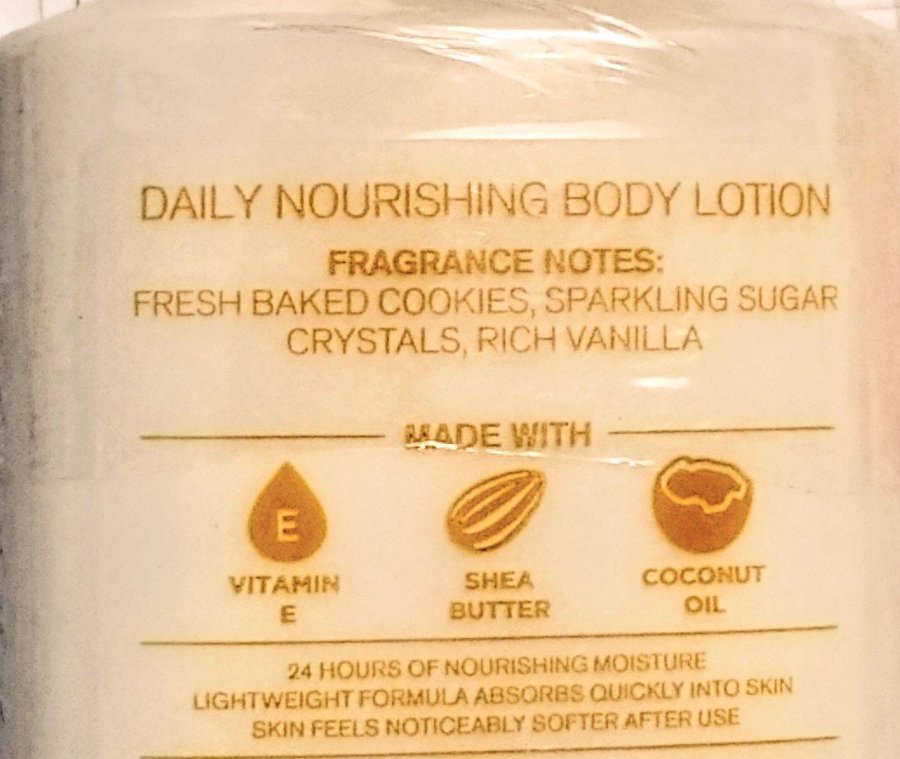 DAILY NOURISHING BODY LOTION
FRAGRANCE NOTES:
FRESH BAKED COOKIES, SPARKLING SUGAR
CRYSTALS, RICH VANILLA
MADE WITH
E
VITAMIN
E
SHEA
BUTTER
COCONUT
OIL
24 HOURS OF NOURISHING MOISTURE
LIGHTWEIGHT FORMULA ABSORBS QUICKLY INTO SKIN
SKIN FEELS NOTICEABLY SOFTER AFTER USE